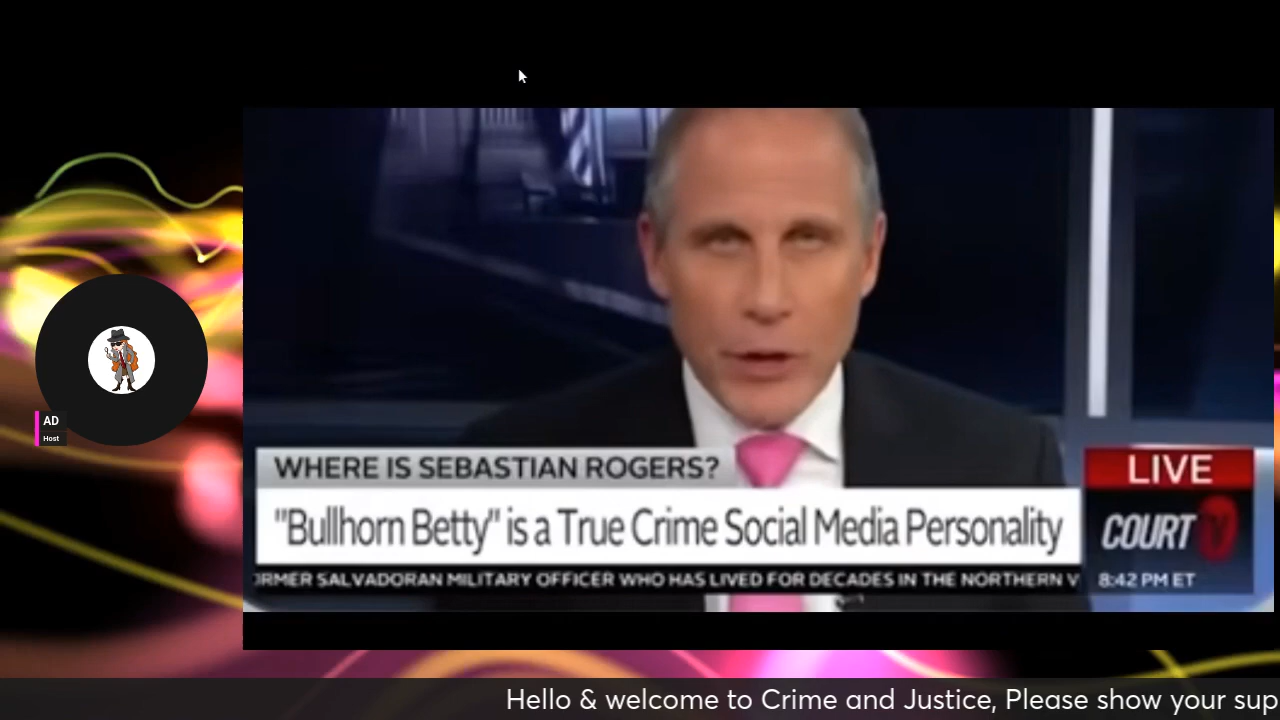 AD
Host
WHERE IS SEBASTIAN ROGERS?
"Bullhorn Betty" is a True Crime Social Media Personality
LIVE
COURT TV
RMER SALVADORAN MILITARY OFFICER WHO HAS LIVED FOR DECADES IN THE NORTHERN V
8:42 PM ET
Hello & welcome to Crime and Justice, Please show your sup